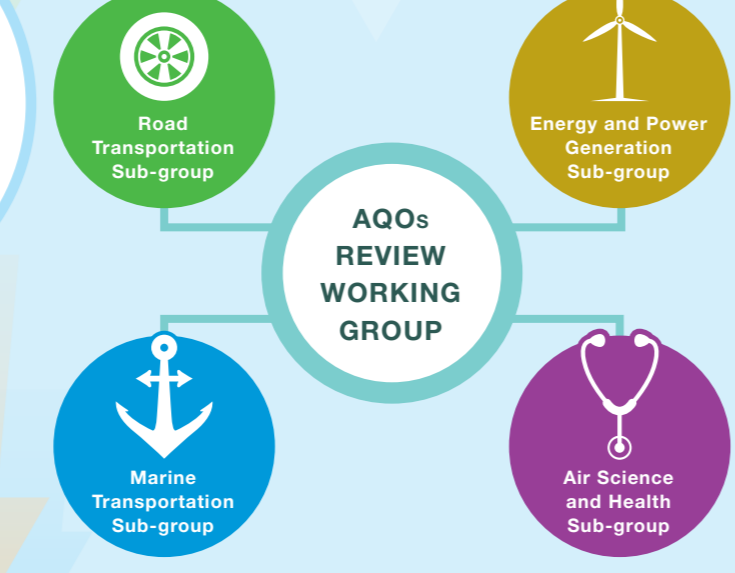 Road
Transportation
Sub-group
Energy and Power
Generation
Sub-group
AQOs
REVIEW
WORKING
GROUP
Marine
Transportation
Sub-group
Air Science
and Health
Sub-group